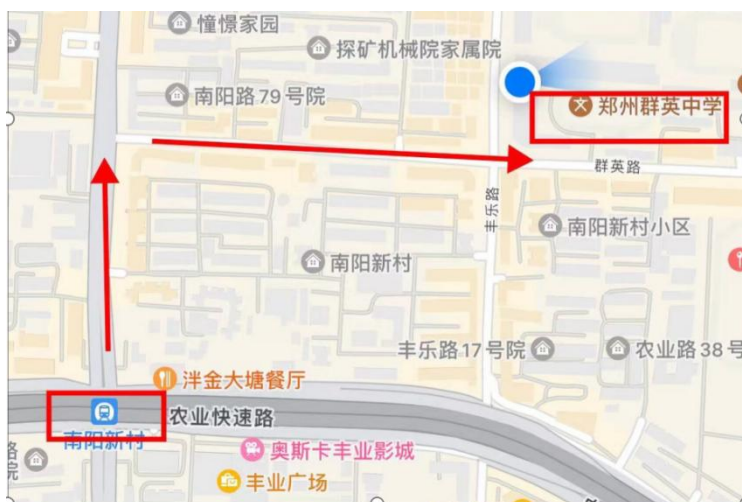 憧憬家园
探矿机械院家属院
南阳路79号院
郑州群英中学
群英路
丰乐路
南阳新村小区
南阳新村
丰乐路17号院
农业路38号
泮金大塘餐厅
农业快速路
南阳新村
奥斯卡丰业影城
丰业广场